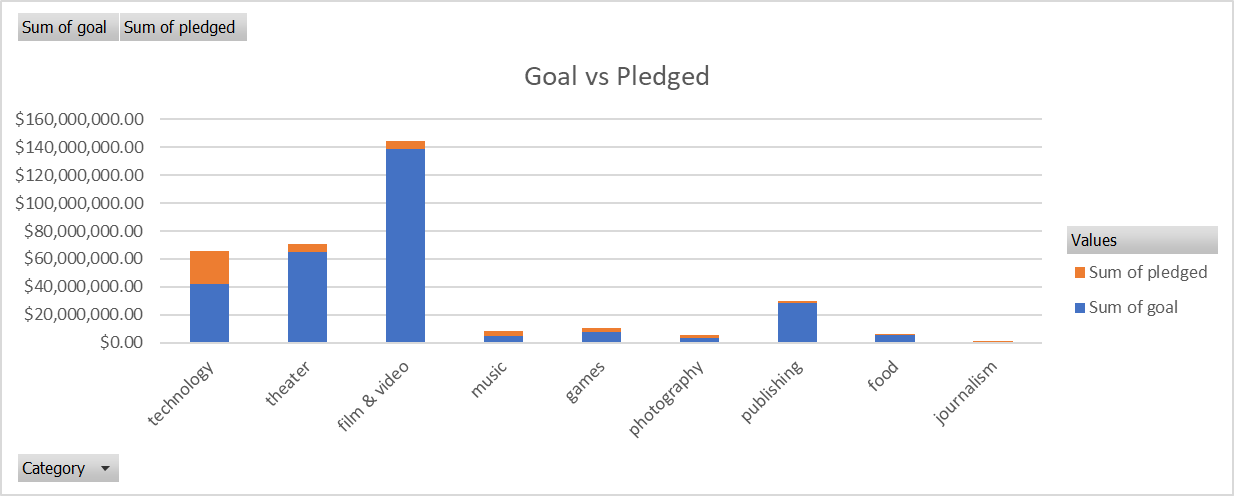 Sum of goal Sum of pledged
Goal vs Pledged
$160,000,000.00
$140,000,000.00
$120,000,000.00
$100,000,000.00
$80,000,000.00
$60,000,000.00
$40,000,000.00
$20,000,000.00
$0.00
technology
theater
film & video
music
games
photography
publishing
food
journalism
Values
Sum of pledged
Sum of goal
Category